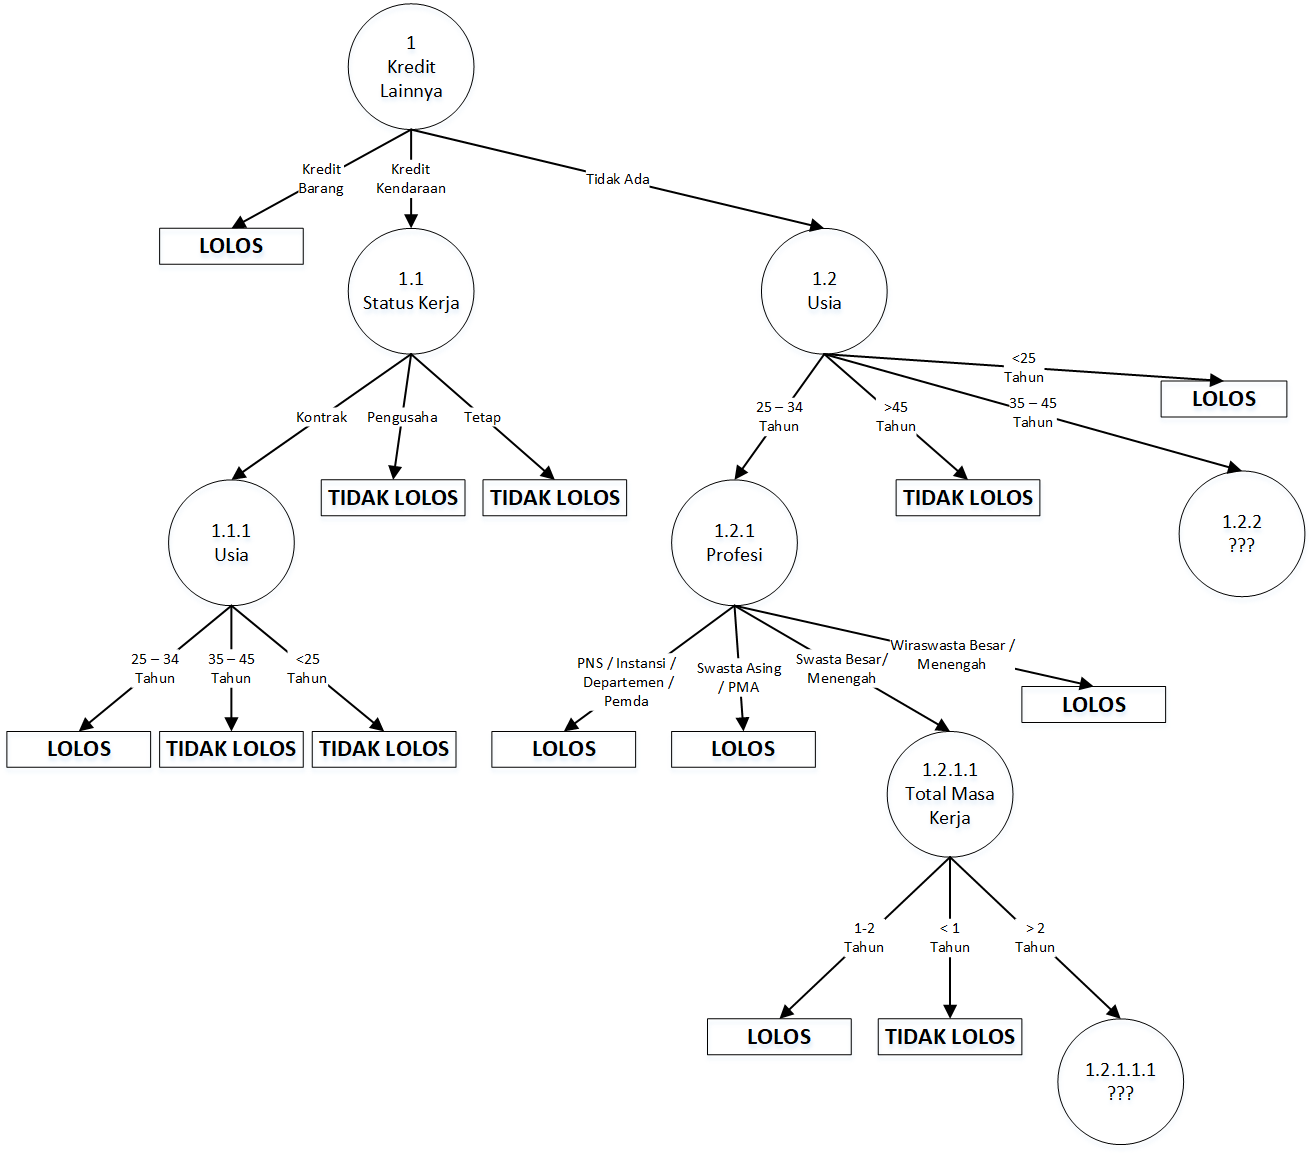 1
Kredit
Lainnya
Kredit
Barang
Kredit
Kendaraan
Tidak Ada
LOLOS
1.1
Status Kerja
1.2
Usia
<25
Tahun
LOLOS
Kontrak
Pengusaha
Tetap
25 – 34
Tahun
>45
Tahun
35 – 45
Tahun
1.1.1
Usia
TIDAK LOLOS
TIDAK LOLOS
1.2.1
Profesi
TIDAK LOLOS
1.2.2
???
25 – 34
Tahun
35 – 45
Tahun
<25
Tahun
PNS / Instansi /
Departemen /
Pemda
Swasta Asing
/ PMA
Swasta Besar/
Menengah
Wiraswasta Besar /
Menengah
LOLOS
LOLOS
TIDAK LOLOS
TIDAK LOLOS
LOLOS
LOLOS
1.2.1.1
Total Masa
Kerja
1-2
Tahun
< 1
Tahun
> 2
Tahun
LOLOS
TIDAK LOLOS
1.2.1.1.1
???